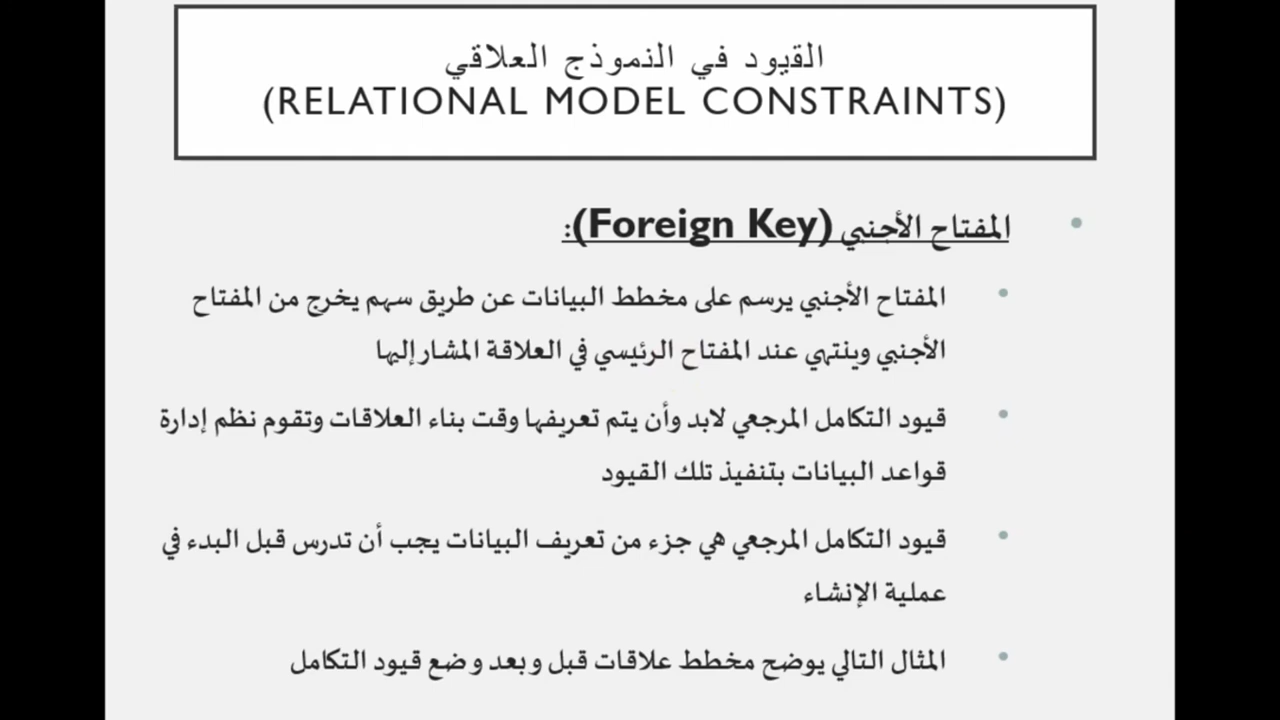 القيود في النموذج العلاقي
(RELATIONAL MODEL CONSTRAINTS)
• المفتاح الأجنبي (Foreign Key):
• المفتاح الأجنبي يرسم على مخطط البيانات عن طريق سهم يخرج من المفتاح
الأجنبي وينتهي عند المفتاح الرئيسي في العلاقة المشار إليها
• قيود التكامل المرجعي لابد وأن يتم تعريفها وقت بناء العلاقات وتقوم نظم إدارة
قواعد البيانات بتنفيذ تلك القيود
• قيود التكامل المرجعي هي جزء من تعريف البيانات يجب أن تدرس قبل البدء في
عملية الإنشاء
• المثال التالي يوضح مخطط علاقات قبل وبعد وضع قيود التكامل